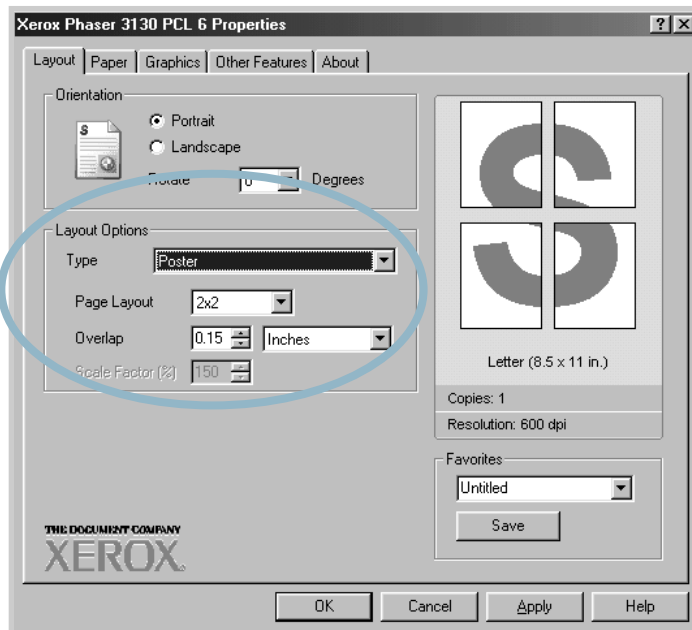 Xerox Phaser 3130 PCL 6 Properties
Layout Paper Graphics Other Features About
Orientation
S
Portrait
Landscape
Rotate 0 Degrees
Layout Options
Type Poster
Page Layout 2x2
Overlap 0.15 Inches
Scale Factor (%) 150
S
Letter (8.5 x 11 in.)
Copies: 1
Resolution: 600 dpi
Favorites
Untitled
Save
THE DOCUMENT COMPANY
XEROX
OK Cancel Apply Help